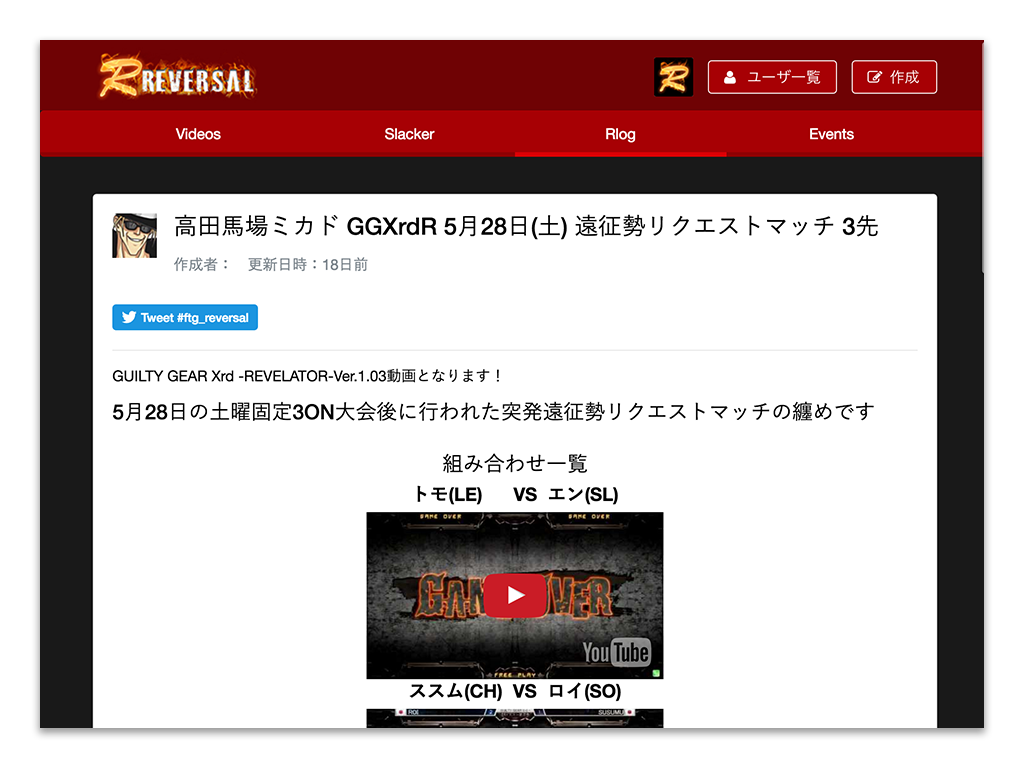 REVERSAL
R
ユーザ一覧
作成
Videos
Slacker
Rlog
Events
高田馬場ミカド GGXrdR 5月28日(土) 遠征勢リクエストマッチ 3先
作成者： 更新日時：18日前
Tweet #ftg_reversal
GUILTY GEAR Xrd -REVELATOR-Ver.1.03動画となります！
5月28日の土曜固定3ON大会後に行われた突発遠征勢リクエストマッチの纏めです
組み合わせ一覧
トモ(LE) VS エン(SL)
GAME OVER GAME OVER
GAME OVER
YouTube
FREE PLAY
ススム(CH) VS ロイ(SO)
ROI SUSUMU